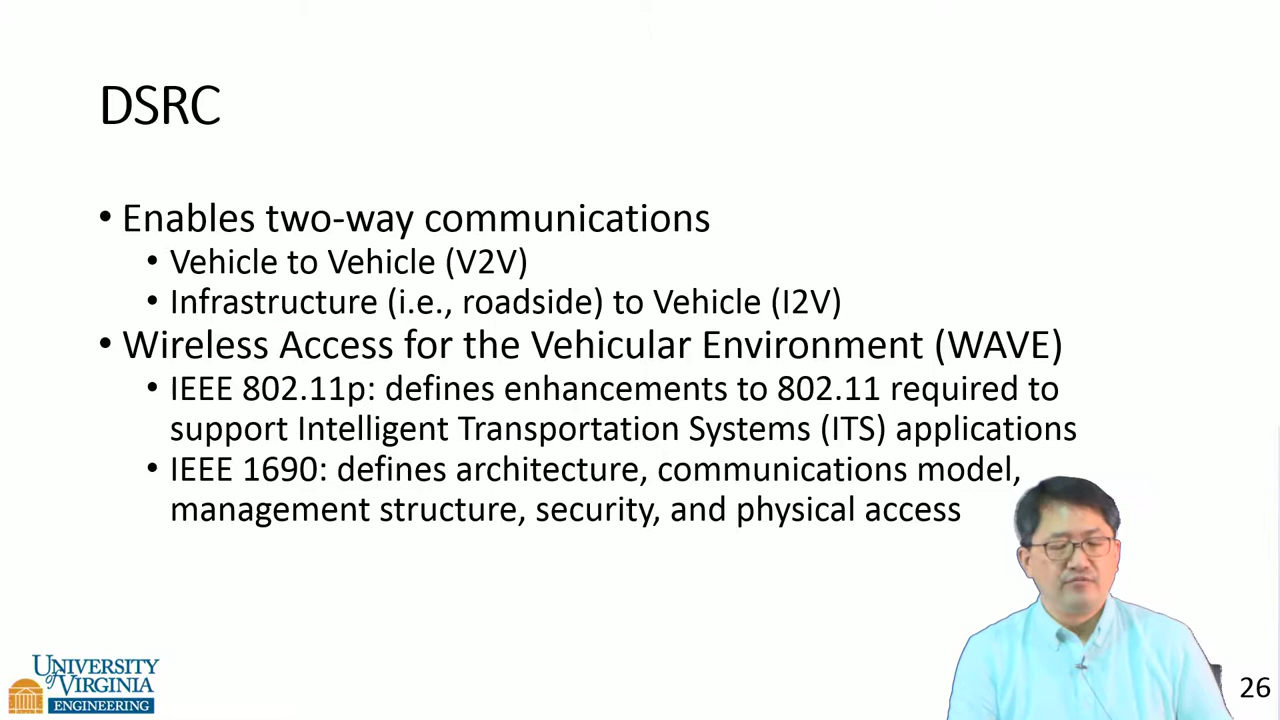 DSRC
• Enables two-way communications
• Vehicle to Vehicle (V2V)
• Infrastructure (i.e., roadside) to Vehicle (I2V)
• Wireless Access for the Vehicular Environment (WAVE)
• IEEE 802.11p: defines enhancements to 802.11 required to
support Intelligent Transportation Systems (ITS) applications
• IEEE 1690: defines architecture, communications model,
management structure, security, and physical access
UNIVERSITY
of VIRGINIA
ENGINEERING
26